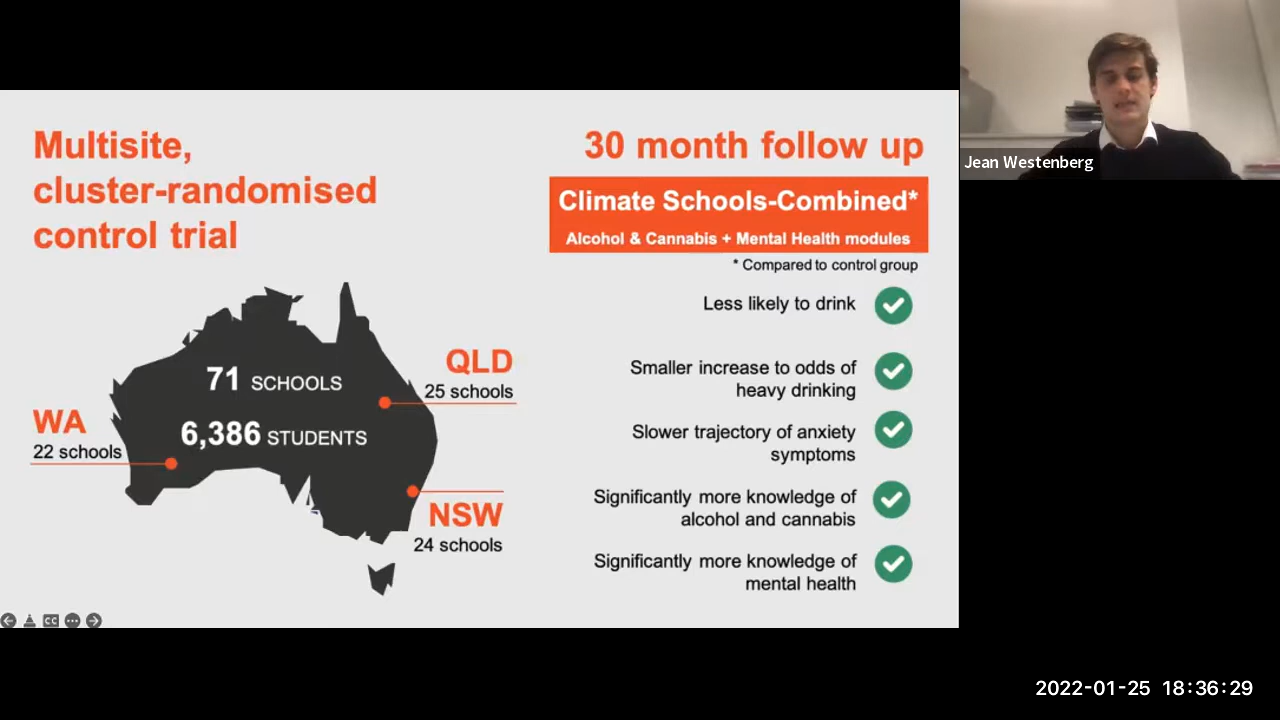 Multisite,
cluster-randomised
control trial
71 SCHOOLS
6,386 STUDENTS
WA
22 schools
QLD
25 schools
NSW
24 schools
30 month follow up
Climate Schools-Combined*
Alcohol & Cannabis + Mental Health modules
* Compared to control group
Less likely to drink
Smaller increase to odds of
heavy drinking
Slower trajectory of anxiety
symptoms
Significantly more knowledge of
alcohol and cannabis
Significantly more knowledge of
mental health
CC
Jean Westenberg
2022-01-25 18:36:29